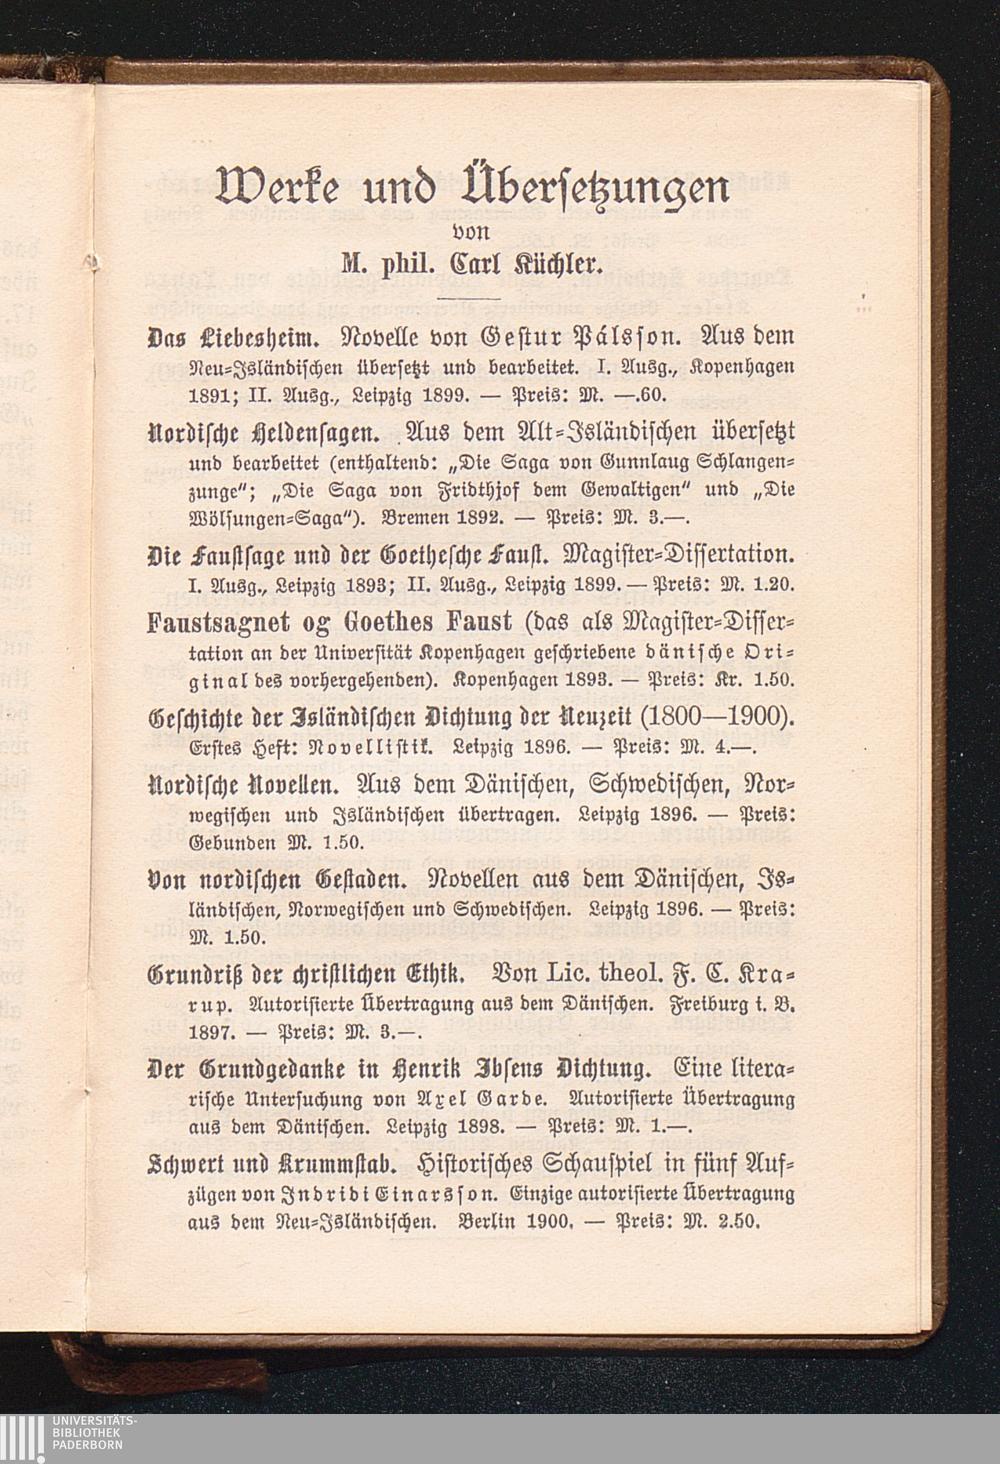 Werke und Übersetzungen
von
M. phil. Carl Küchler.
Das Liebesheim. Novelle von Gestur Pálsson. Aus dem
Neu-Isländischen übersetzt und bearbeitet. I. Ausg., Kopenhagen
1891; II. Ausg., Leipzig 1899. — Preis: M. —.60.
Nordische Heldensagen. Aus dem Alt-Isländischen übersetzt
und bearbeitet (enthaltend: „Die Saga von Gunnlaug Schlangen-
zunge"; „Die Saga von Fridthjof dem Gewaltigen" und „Die
Wölsungen-Saga"). Bremen 1892. — Preis: M. 3.—.
Die Faustsage und der Goethesche Faust. Magister-Dissertation.
I. Ausg., Leipzig 1893; II. Ausg., Leipzig 1899. — Preis: M. 1.20.
Faustsagnet og Goethes Faust (das als Magister-Disser-
tation an der Universität Kopenhagen geschriebene dänische Ori-
ginal des vorhergehenden). Kopenhagen 1893. — Preis: Kr. 1.50.
Geschichte der Isländischen Dichtung der Neuzeit (1800—1900).
Erstes Heft: Novellistik. Leipzig 1896. — Preis: M. 4.—.
Nordische Novellen. Aus dem Dänischen, Schwedischen, Nor-
wegischen und Isländischen übertragen. Leipzig 1896. — Preis:
Gebunden M. 1.50.
Von nordischen Gestaden. Novellen aus dem Dänischen, Is-
ländischen, Norwegischen und Schwedischen. Leipzig 1896. — Preis:
M. 1.50.
Grundriß der christlichen Ethik. Von Lic. theol. F. C. Kra-
rup. Autorisierte Übertragung aus dem Dänischen. Freiburg i. B.
1897. — Preis: M. 3.—.
Der Grundgedanke in Henrik Ibsens Dichtung. Eine litera-
rische Untersuchung von Axel Garde. Autorisierte Übertragung
aus dem Dänischen. Leipzig 1898. — Preis: M. 1.—.
Schwert und Krummstab. Historisches Schauspiel in fünf Auf-
zügen von Indridi Einarsson. Einzige autorisierte Übertragung
aus dem Neu-Isländischen. Berlin 1900. — Preis: M. 2.50.
UNIVERSITÄTS-
BIBLIOTHEK
PADERBORN